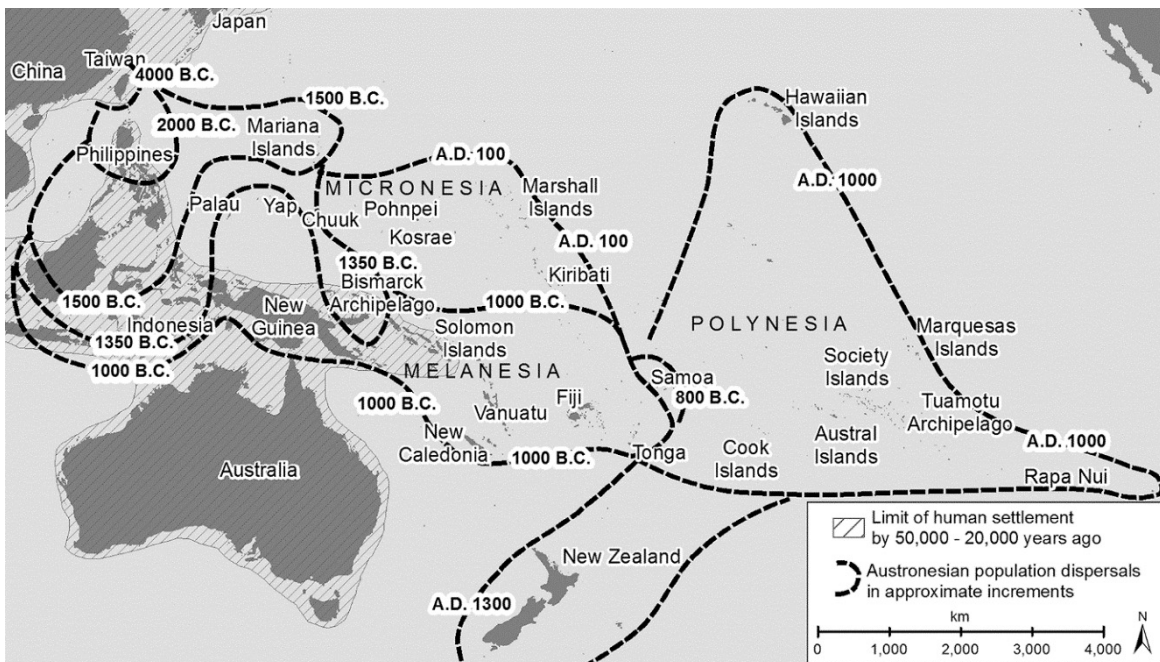 Japan
Taiwan
China
4000 B.C.
1500 B.C.
2000 B.C.
Mariana
Islands
Philippines
Hawaiian
Islands
A.D. 100
A.D. 1000
MICRONESIA
Marshall
Islands
Palau
Yap
Chuuk
Pohnpei
Kosrae
A.D. 100
1350 B.C.
Kiribati
Bismarck
Archipelago
1500 B.C.
1000 B.C.
Indonesia
New
Guinea
Solomon
Islands
POLYNESIA
Marquesas
Islands
1350 B.C.
1000 B.C.
MELANESIA
Society
Islands
Samoa
800 B.C.
Fiji
Vanuatu
1000 B.C.
Tuamotu
Archipelago
New
Caledonia
1000 B.C.
Tonga
Cook
Islands
Austral
Islands
A.D. 1000
Rapa Nui
Australia
New Zealand
A.D. 1300
Limit of human settlement
by 50,000 - 20,000 years ago
Austronesian population dispersals
in approximate increments
km
N
0 1,000 2,000 3,000 4,000